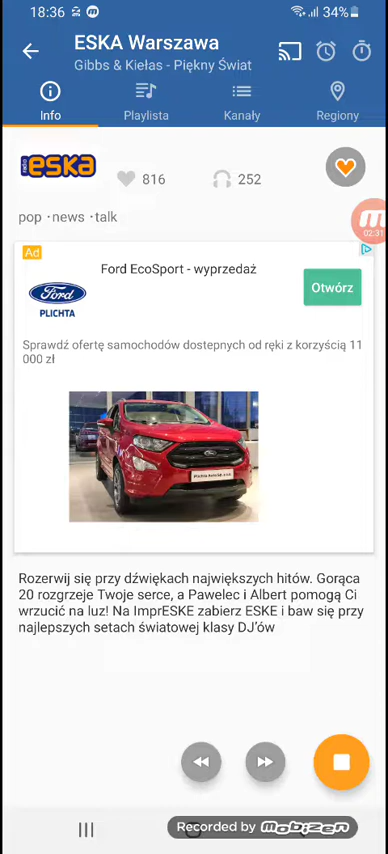 18:36
34%
ESKA Warszawa
Gibbs & Kiełas - Piękny Świat
Info
Playlista
Kanały
Regiony
radio eska
816
252
pop · news · talk
02:31
Ad
Ford EcoSport - wyprzedaż
Ford
PLICHTA
Otwórz
Sprawdź ofertę samochodów dostepnych od ręki z korzyścią 11
000 zł
Rozerwij się przy dźwiękach największych hitów. Gorąca
20 rozgrzeje Twoje serce, a Pawelec i Albert pomogą Ci
wrzucić na luz! Na ImprESKE zabierz ESKE i baw się przy
najlepszych setach światowej klasy DJ'ów
Recorded by mobizen